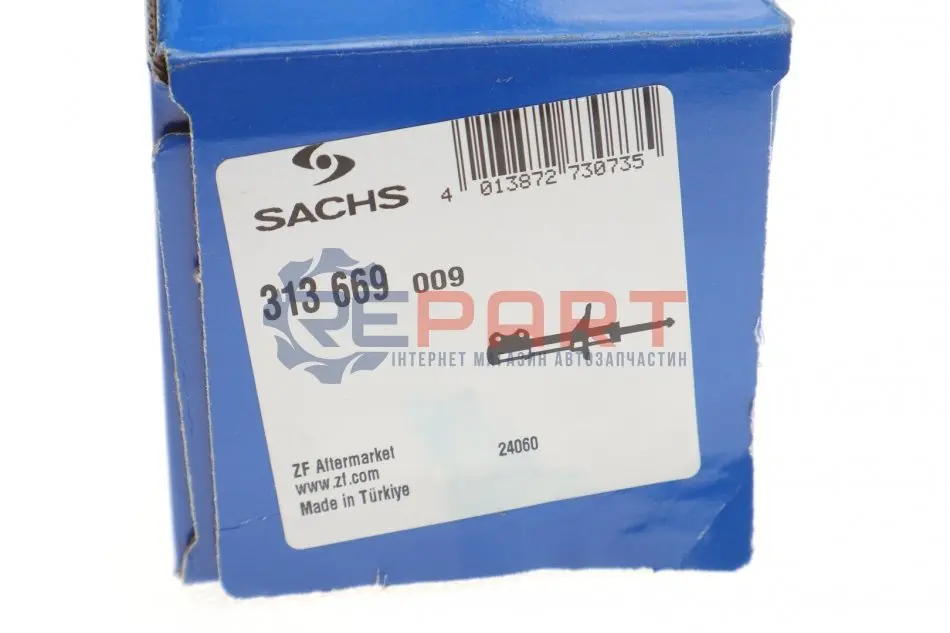 SACHS
4 013872 730735
313 669 009
REPART
ІНТЕРНЕТ МАГАЗИН АВТОЗАПЧАСТИН
24060
ZF Aftermarket
www.zf.com
Made in Türkiye